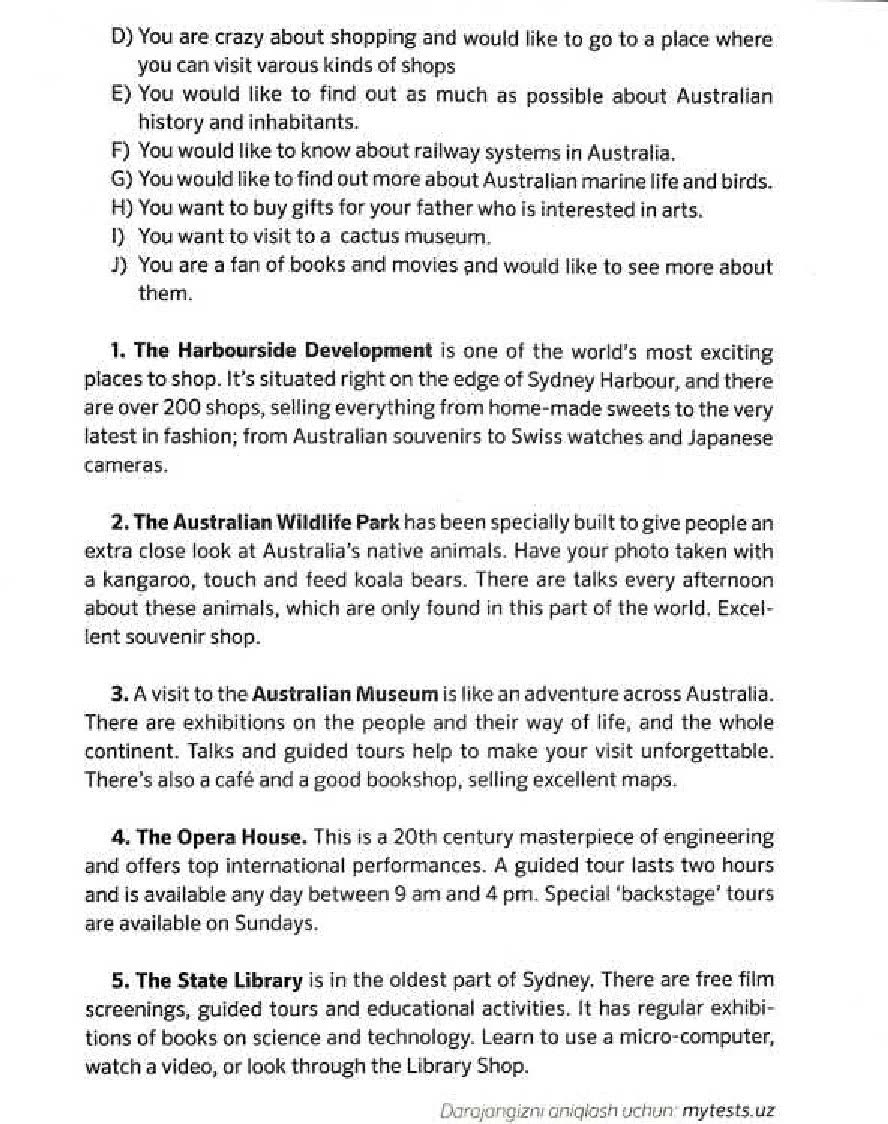 D) You are crazy about shopping and would like to go to a place where
you can visit varous kinds of shops
E) You would like to find out as much as possible about Australian
history and inhabitants.
F) You would like to know about railway systems in Australia.
G) You would like to find out more about Australian marine life and birds.
H) You want to buy gifts for your father who is interested in arts.
I) You want to visit to a cactus museum.
J) You are a fan of books and movies and would like to see more about
them.
1. The Harbourside Development is one of the world's most exciting
places to shop. It's situated right on the edge of Sydney Harbour, and there
are over 200 shops, selling everything from home-made sweets to the very
latest in fashion; from Australian souvenirs to Swiss watches and Japanese
cameras.
2. The Australian Wildlife Park has been specially built to give people an
extra close look at Australia's native animals. Have your photo taken with
a kangaroo, touch and feed koala bears. There are talks every afternoon
about these animals, which are only found in this part of the world. Excel-
lent souvenir shop.
3. A visit to the Australian Museum is like an adventure across Australia.
There are exhibitions on the people and their way of life, and the whole
continent. Talks and guided tours help to make your visit unforgettable.
There's also a café and a good bookshop, selling excellent maps.
4. The Opera House. This is a 20th century masterpiece of engineering
and offers top international performances. A guided tour lasts two hours
and is available any day between 9 am and 4 pm. Special 'backstage' tours
are available on Sundays.
5. The State Library is in the oldest part of Sydney. There are free film
screenings, guided tours and educational activities. It has regular exhibi-
tions of books on science and technology. Learn to use a micro-computer,
watch a video, or look through the Library Shop.
Darajangizni aniqlash uchun: mytests.uz